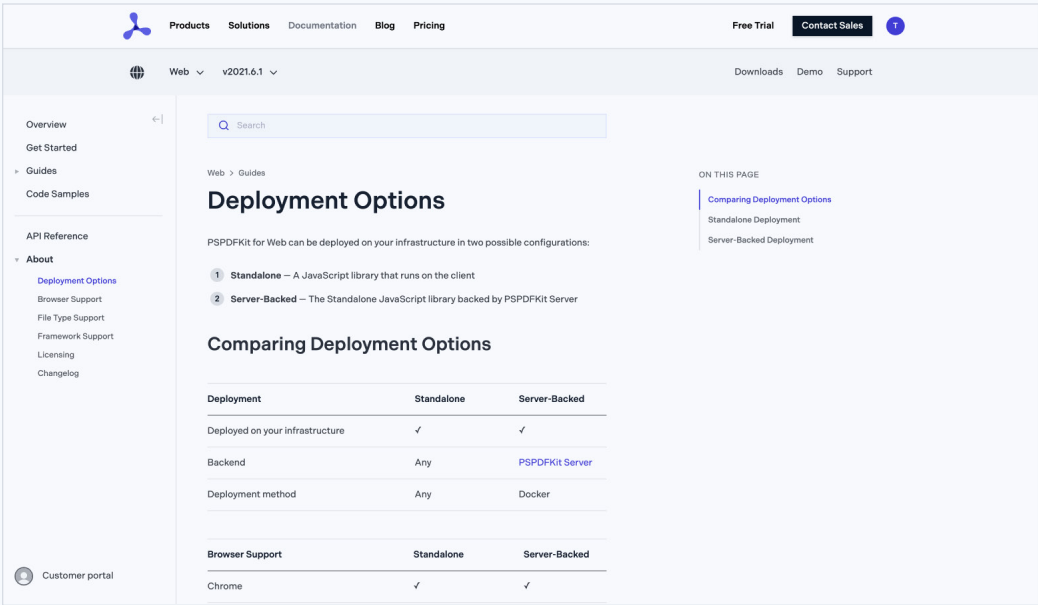 Products Solutions Documentation Blog Pricing Free Trial Contact Sales T
Web v2021.6.1 Downloads Demo Support
Overview
Get Started
Guides
Code Samples
API Reference
About
Deployment Options
Browser Support
File Type Support
Framework Support
Licensing
Changelog
Customer portal
Search
Web > Guides
Deployment Options
PSPDFKit for Web can be deployed on your infrastructure in two possible configurations:
1 Standalone — A JavaScript library that runs on the client
2 Server-Backed — The Standalone JavaScript library backed by PSPDFKit Server
Comparing Deployment Options
Deployment Standalone Server-Backed
Deployed on your infrastructure ✓ ✓
Backend Any PSPDFKit Server
Deployment method Any Docker
Browser Support Standalone Server-Backed
Chrome ✓ ✓
ON THIS PAGE
Comparing Deployment Options
Standalone Deployment
Server-Backed Deployment